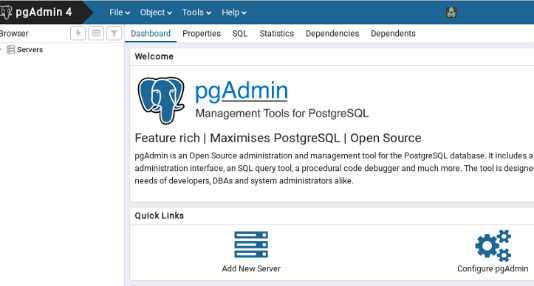 pgAdmin 4 File Object Tools Help
Browser Dashboard Properties SQL Statistics Dependencies Dependents
Servers
Welcome
pgAdmin
Management Tools for PostgreSQL
Feature rich | Maximises PostgreSQL | Open Source
pgAdmin is an Open Source administration and management tool for the PostgreSQL database. It includes a
administration interface, an SQL query tool, a procedural code debugger and much more. The tool is designe
needs of developers, DBAs and system administrators alike.
Quick Links
Add New Server Configure pgAdmin